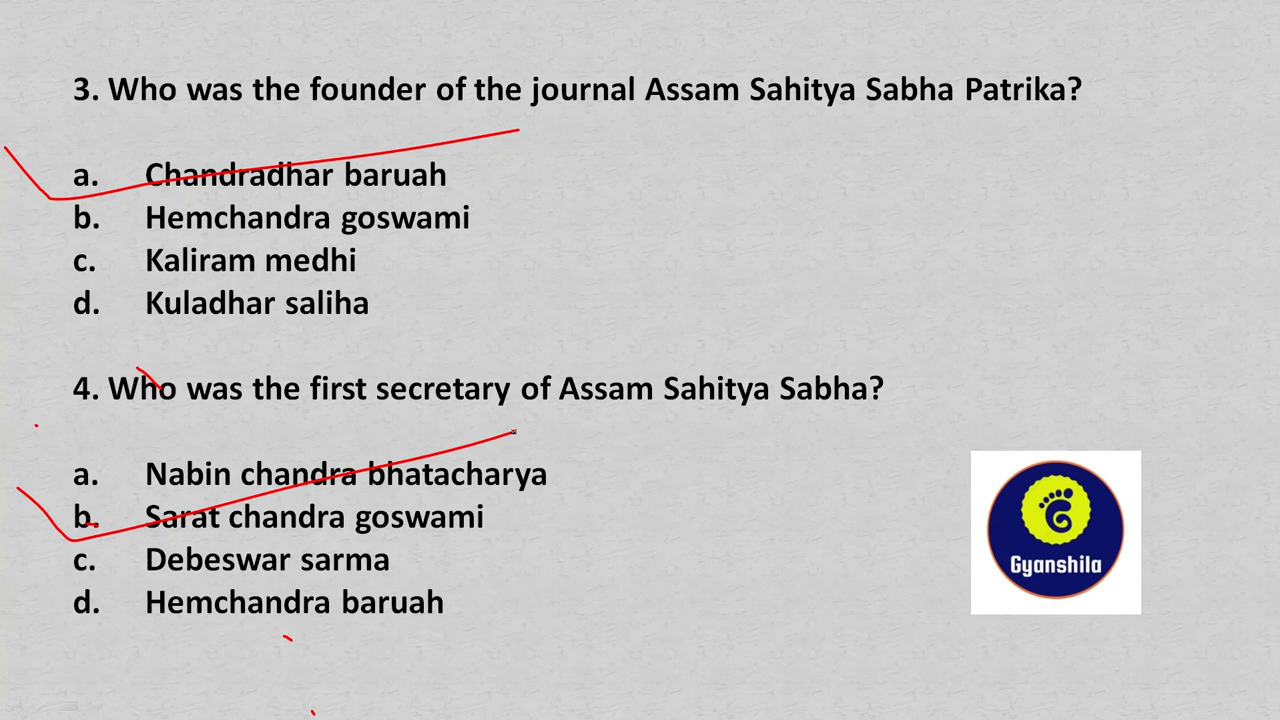 3. Who was the founder of the journal Assam Sahitya Sabha Patrika?
a. Chandradhar baruah
b. Hemchandra goswami
c. Kaliram medhi
d. Kuladhar saliha
4. Who was the first secretary of Assam Sahitya Sabha?
a. Nabin chandra bhatacharya
b. Sarat chandra goswami
c. Debeswar sarma
d. Hemchandra baruah
Gyanshila